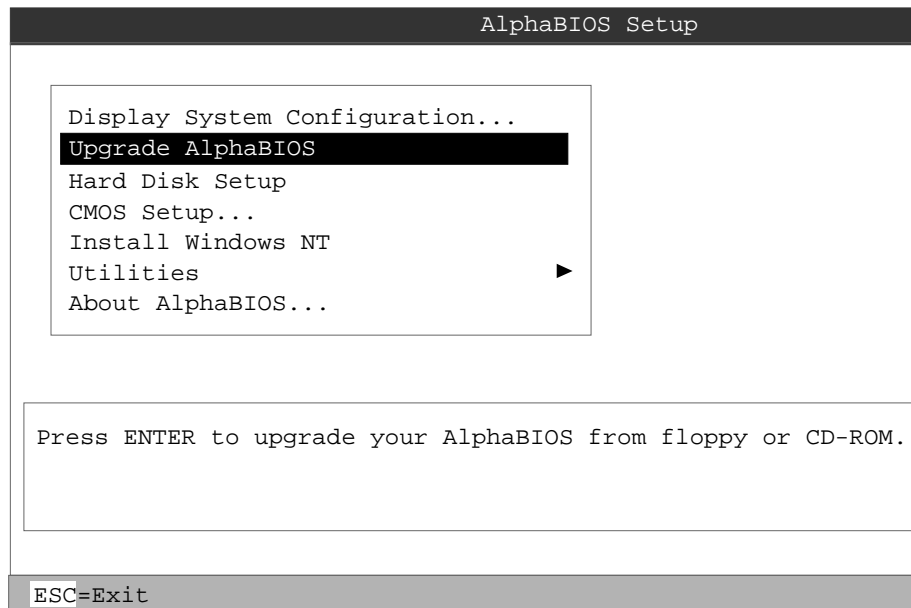 AlphaBIOS Setup
Display System Configuration...
Upgrade AlphaBIOS
Hard Disk Setup
CMOS Setup...
Install Windows NT
Utilities
About AlphaBIOS...
Press ENTER to upgrade your AlphaBIOS from floppy or CD-ROM.
ESC=Exit